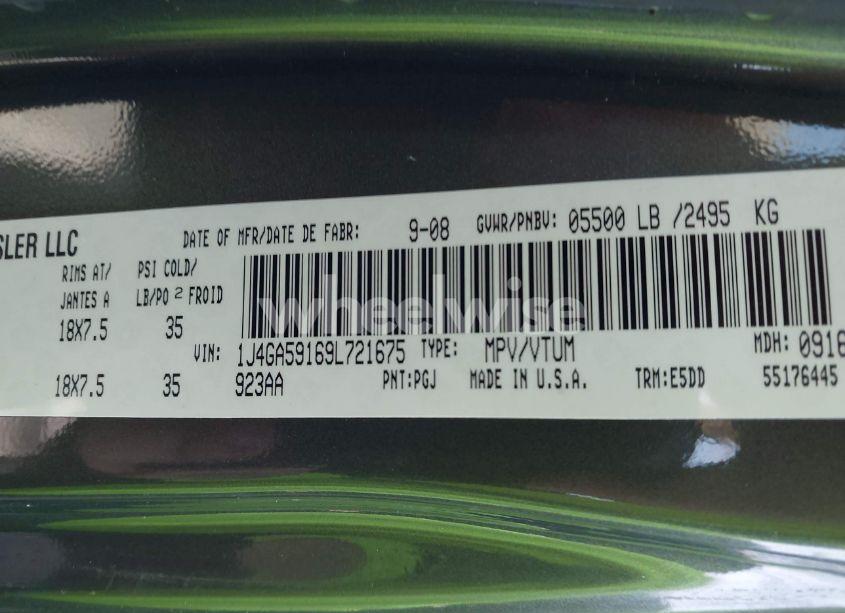 SLER LLC
DATE OF MFR/DATE DE FABR: 9-08 GVWR/PNBV: 05500 LB /2495 KG
RIMS AT/ PSI COLD/
JANTES A LB/PO 2 FROID
18X7.5 35
wheelwise
VIN: 1J4GA59169L721675 TYPE: MPV/VTUM MDH: 0916
18X7.5 35 923AA PNT:PGJ MADE IN U.S.A. TRM:E5DD 55176445